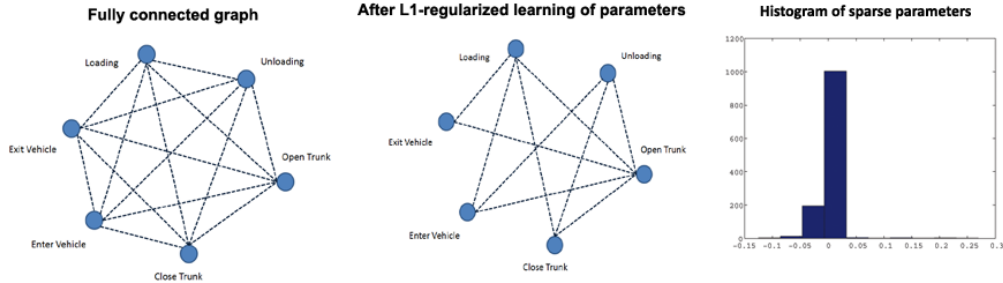 Fully connected graph
Loading
Unloading
Exit Vehicle
Open Trunk
Enter Vehicle
Close Trunk
After L1-regularized learning of parameters
Loading
Unloading
Exit Vehicle
Open Trunk
Enter Vehicle
Close Trunk
Histogram of sparse parameters
1200
1000
800
600
400
200
0
-0.15 -0.1 -0.05 0 0.05 0.1 0.15 0.2 0.25 0.3